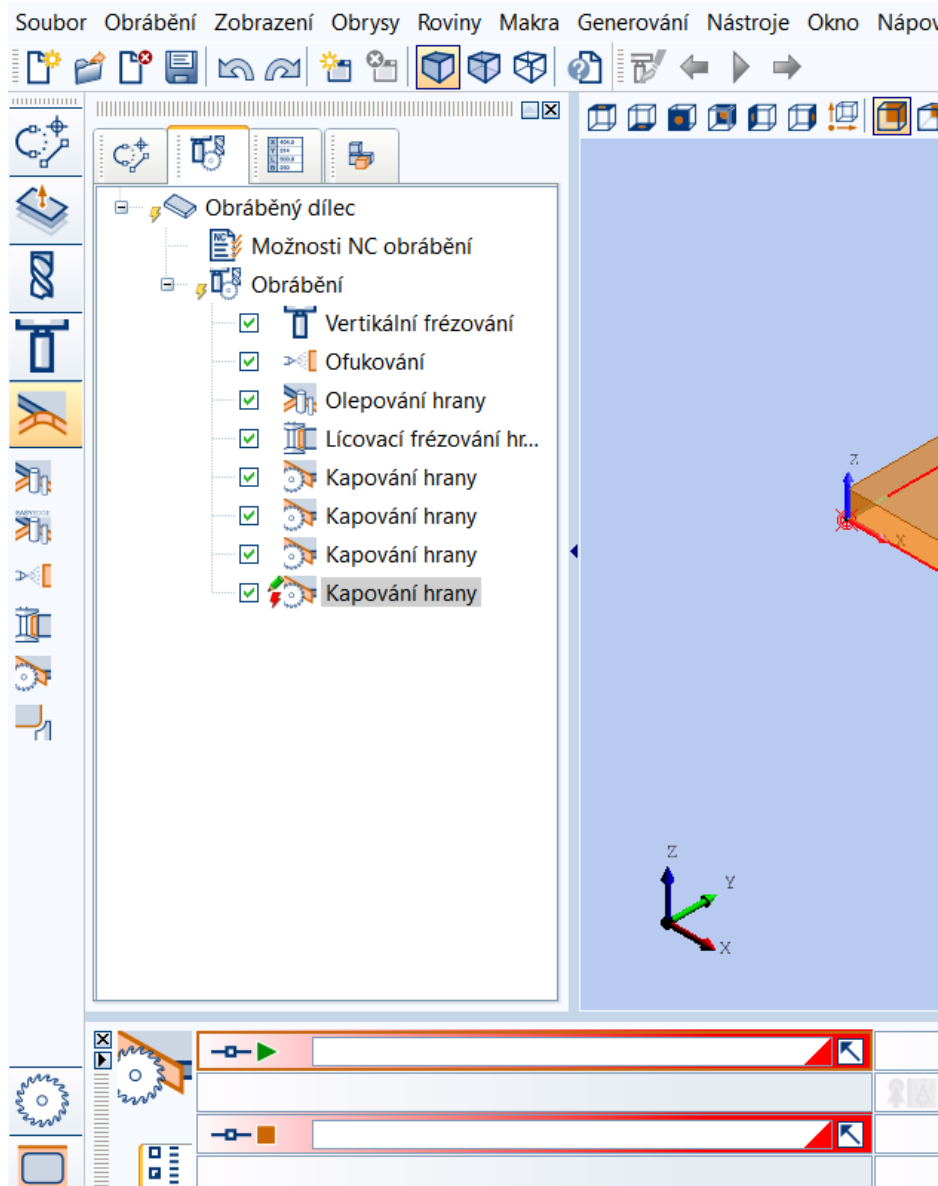 Soubor Obrábění Zobrazení Obrysy Roviny Makra Generování Nástroje Okno Nápov
Obráběný dílec
NC
Možnosti NC obrábění
Obrábění
Vertikální frézování
Ofukování
Olepování hrany
Lícovací frézování hr...
Kapování hrany
Kapování hrany
Kapování hrany
Kapování hrany
Z
X
Z
Y
X